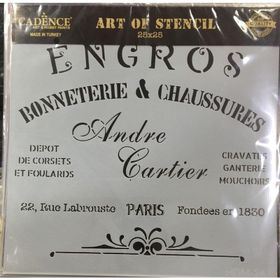 CADENCE
MADE IN TURKEY
ART OF STENCIL
25x25
ENGROS
BONNETERIE & CHAUSSURES
Andre
Cartier
DEPOT
DE CORSETS
ET FOULARDS
CRAVATES
GANTERIE
MOUCHOIRS
22, Rue Labrouste PARIS Fondees en 1830